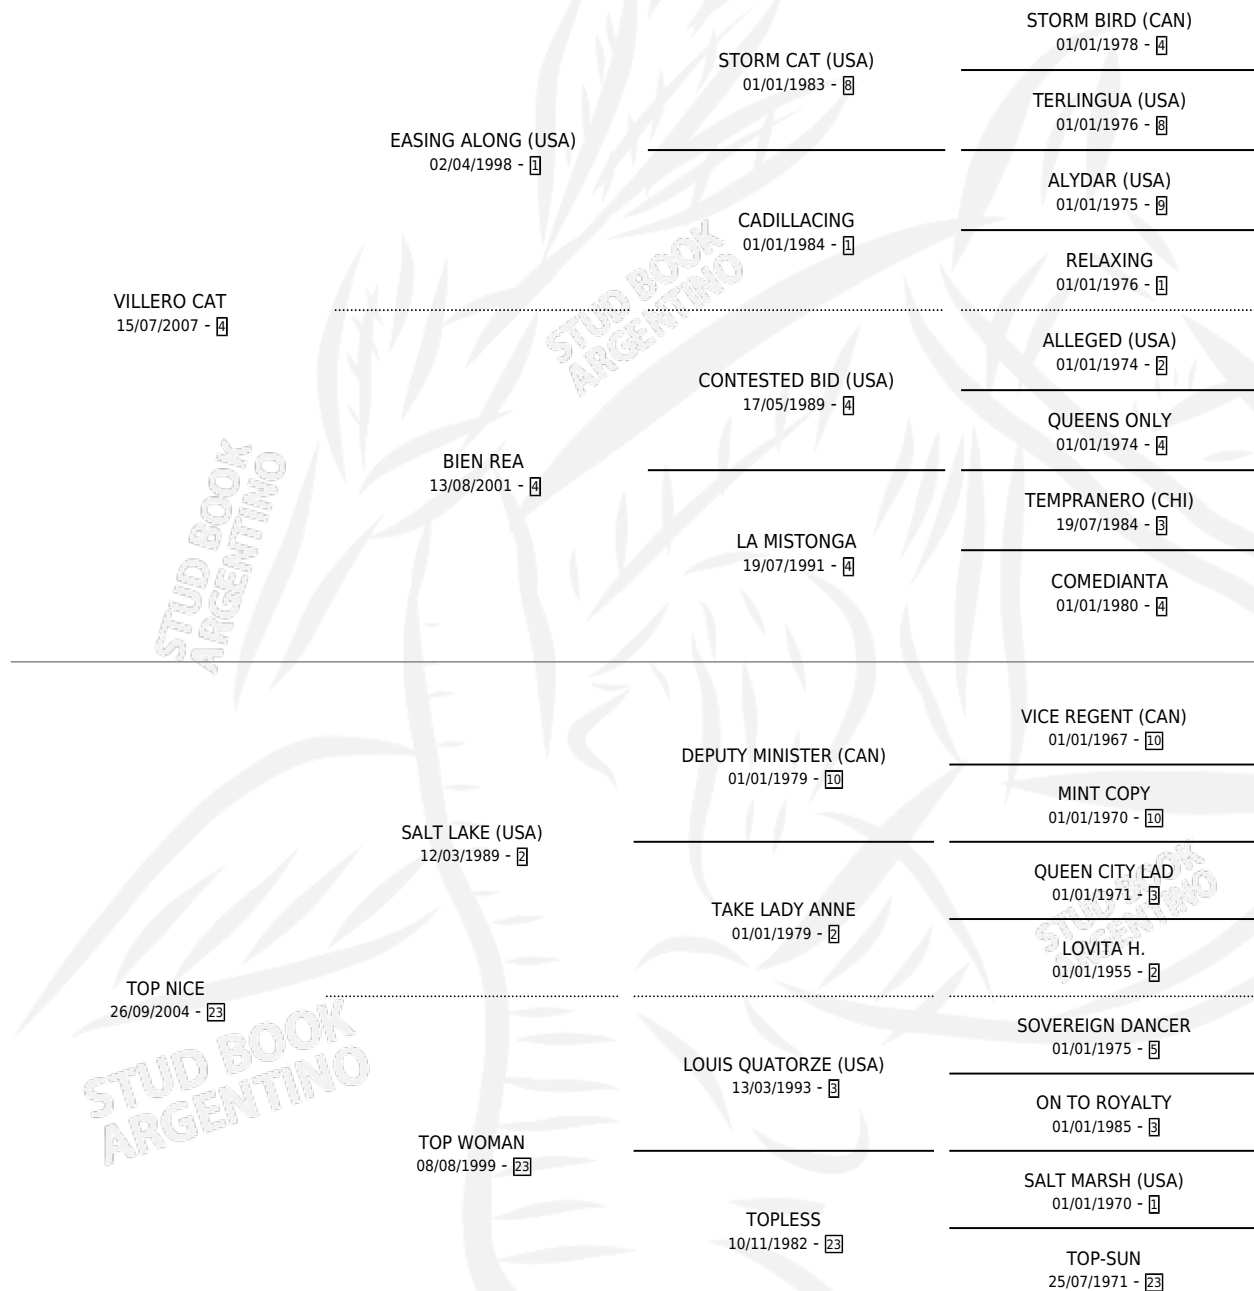 STORM BIRD (CAN)
01/01/1978 - 4
STORM CAT (USA)
01/01/1983 - 8
TERLINGUA (USA)
01/01/1976 - 8
EASING ALONG (USA)
02/04/1998 - 1
ALYDAR (USA)
01/01/1975 - 9
CADILLACING
01/01/1984 - 1
RELAXING
01/01/1976 - 1
VILLERO CAT
15/07/2007 - 4
STUD BOOK
ARGENTINO
ALLEGED (USA)
01/01/1974 - 2
CONTESTED BID (USA)
17/05/1989 - 4
QUEENS ONLY
01/01/1974 - 4
BIEN REA
13/08/2001 - 4
TEMPRANERO (CHI)
19/07/1984 - 3
LA MISTONGA
19/07/1991 - 4
COMEDIANTA
01/01/1980 - 4
STUD BOOK
ARGENTINO
VICE REGENT (CAN)
01/01/1967 - 10
DEPUTY MINISTER (CAN)
01/01/1979 - 10
MINT COPY
01/01/1970 - 10
SALT LAKE (USA)
12/03/1989 - 2
QUEEN CITY LAD
01/01/1971 - 3
TAKE LADY ANNE
01/01/1979 - 2
LOVITA H.
01/01/1955 - 2
STUD BOOK
ARGENTINO
TOP NICE
26/09/2004 - 23
SOVEREIGN DANCER
01/01/1975 - 5
LOUIS QUATORZE (USA)
13/03/1993 - 3
ON TO ROYALTY
01/01/1985 - 3
STUD BOOK
ARGENTINO
TOP WOMAN
08/08/1999 - 23
SALT MARSH (USA)
01/01/1970 - 1
TOPLESS
10/11/1982 - 23
TOP-SUN
25/07/1971 - 23